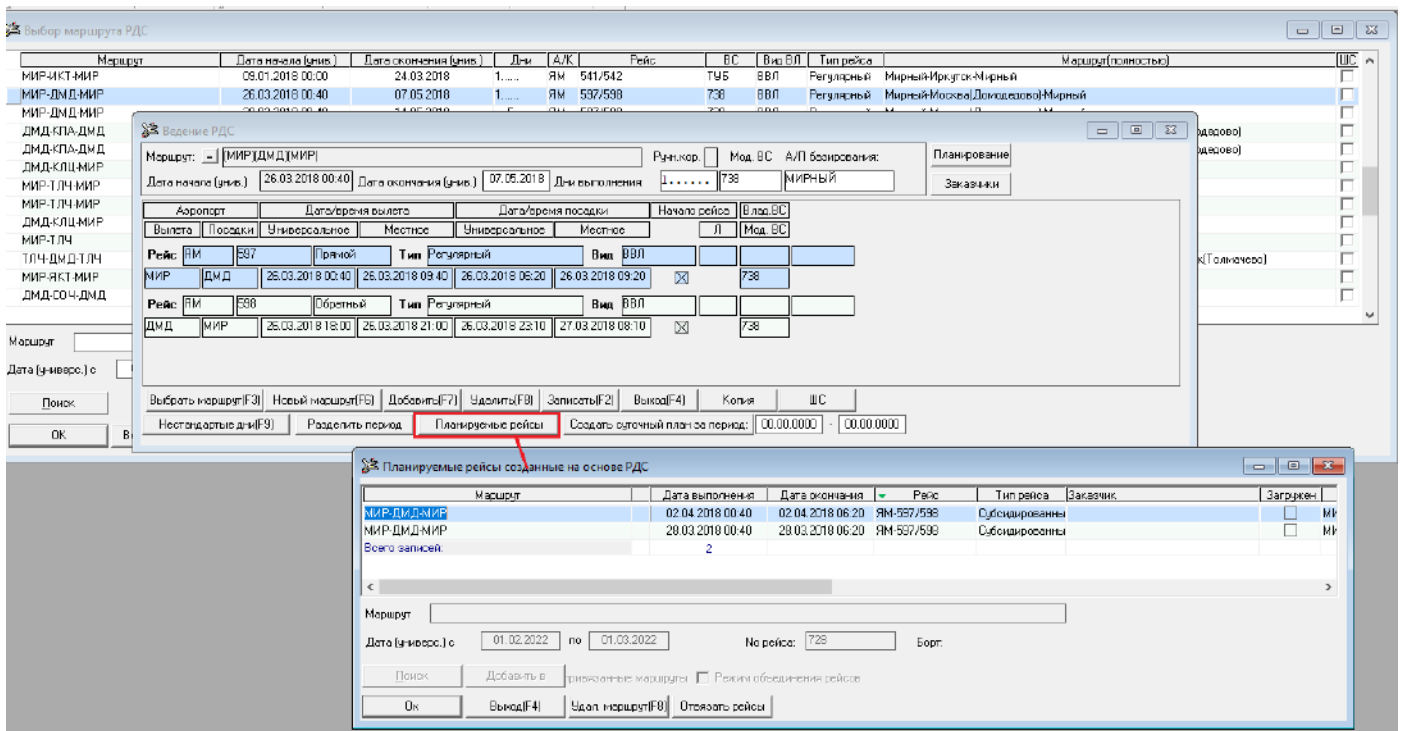 Выбор маршрута РДС
Маршрут Дата начала (унив.) Дата окончания (унив.) Дни А/К Рейс ВС Вид ВЛ Тип рейса Маршрут(полностью) ШС
МИР-ИКТ-МИР 09.01.2018 00:00 24.03.2018 1...... ЯМ 541/542 ТУБ ВВЛ Регулярный Мирный-Иркутск-Мирный
МИР-ДМД-МИР 26.03.2018 00:40 07.05.2018 1...... ЯМ 597/598 738 ВВЛ Регулярный Мирный-Москва(Домодедово)-Мирный
МИР-ДМД-МИР
ДМД-КПА-ДМД
ДМД-КПА-ДМД
ДМД-КЛЦ-МИР
МИР-ТЛЧ-МИР
МИР-ТЛЧ-МИР
ДМД-КЛЦ-МИР
МИР-ТЛЧ
ТЛЧ-ДМД-ТЛЧ к(Толмачево)
МИР-ЯКТ-МИР
ДМД-СОЧ-ДМД
Маршрут
Дата (универс.) с
Поиск
ОК
Ведение РДС
Маршрут: - (МИР)(ДМД)(МИР) Руч.кор. Мод. ВС А/П базирования: Планирование
Дата начала (унив.) 26.03.2018 00:40 Дата окончания (унив.) 07.05.2018 Дни выполнения 1...... 738 МИРНЫЙ Заказчики
Аэропорт Дата/время вылета Дата/время посадки Начало рейса Влад.ВС
Вылета Посадки Универсальное Местное Универсальное Местное Л Мод. ВС
Рейс ЯМ 597 Прямой Тип Регулярный Вид ВВЛ
МИР ДМД 26.03.2018 00:40 26.03.2018 09:40 26.03.2018 06:20 26.03.2018 09:20 738
Рейс ЯМ 598 Обратный Тип Регулярный Вид ВВЛ
ДМД МИР 26.03.2018 18:00 26.03.2018 21:00 26.03.2018 23:10 27.03.2018 08:10 738
Выбрать маршрут(F3) Новый маршрут(F6) Добавить(F7) Удалить(F8) Записать(F2) Выход(F4) Копия ШС
Нестандартые дни(F9) Разделить период Планируемые рейсы Создать суточный план за период: 00.00.0000 - 00.00.0000
Планируемые рейсы созданные на основе РДС
Маршрут Дата выполнения Дата окончания Рейс Тип рейса Заказчик Загружен
МИР-ДМД-МИР 02.04.2018 00:40 02.04.2018 06:20 ЯМ-597/598 Субсидированны
МИР-ДМД-МИР 28.03.2018 00:40 28.03.2018 06:20 ЯМ-597/598 Субсидированны
Всего записей: 2
Маршрут
Дата (универс.) с 01.02.2022 по 01.03.2022 No рейса: 728 Борт:
Поиск Добавить в привязанные маршруты Режим объединения рейсов
Ок Выход(F4) Удал. маршрут(F8) Отвязать рейсы